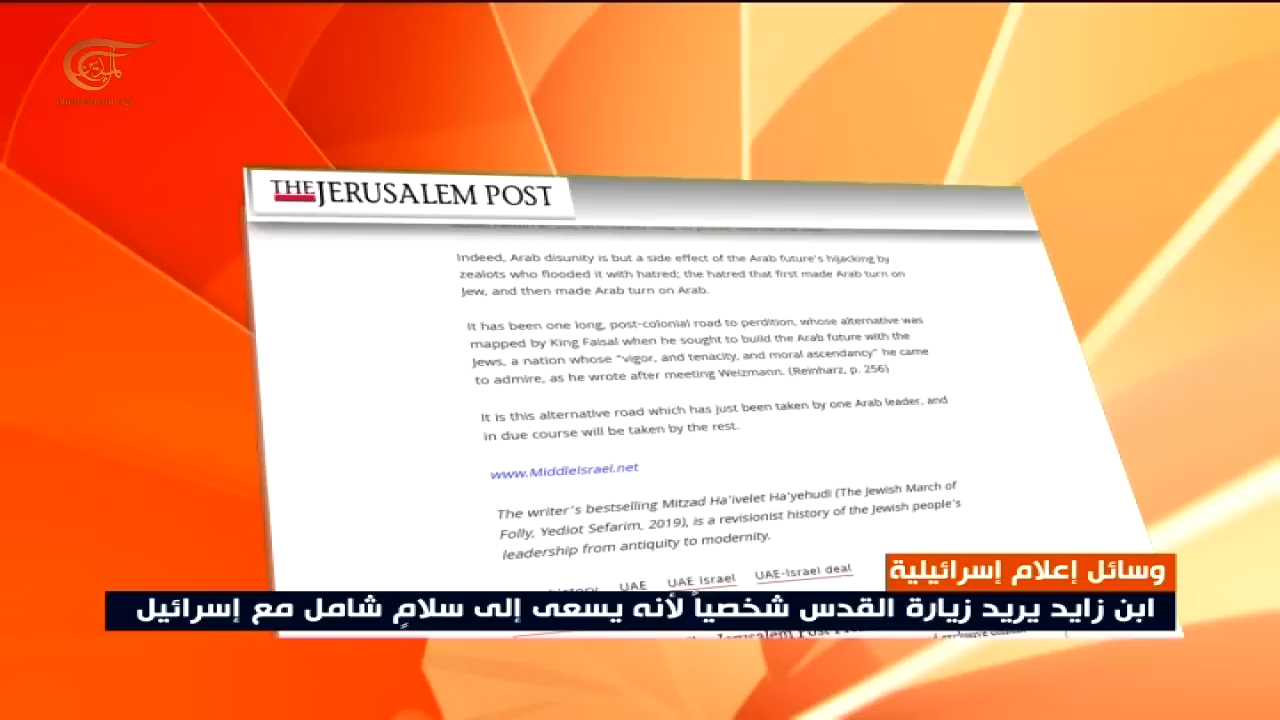 الميادين
THE JERUSALEM POST
Indeed, Arab disunity is but a side effect of the Arab future's hijacking by
zealots who flooded it with hatred; the hatred that first made Arab turn on
Jew, and then made Arab turn on Arab.
It has been one long, post-colonial road to perdition, whose alternative was
mapped by King Faisal when he sought to build the Arab future with the
Jews, a nation whose "vigor, and tenacity, and moral ascendancy" he came
to admire, as he wrote after meeting Weizmann. (Reinharz, p. 256)
It is this alternative road which has just been taken by one Arab leader, and
in due course will be taken by the rest.
www.MiddleIsrael.net
The writer's bestselling Mitzad Ha'ivelet Ha'yehudi (The Jewish March of
Folly, Yediot Sefarim, 2019), is a revisionist history of the Jewish people's
leadership from antiquity to modernity.
history UAE UAE Israel UAE-Israel deal
وسائل إعلام إسرائيلية
ابن زايد يريد زيارة القدس شخصياً لأنه يسعى إلى سلامٍ شامل مع إسرائيل
Jerusalem Post